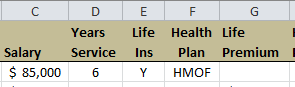 C D E F G
Years Life Health Life
Salary Service Ins Plan Premium
$ 85,000 6 Y HMOF